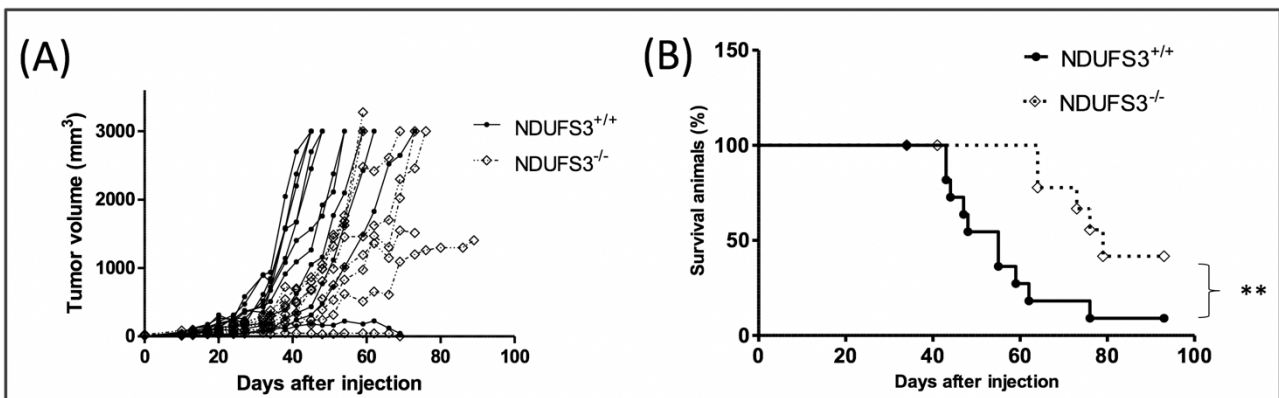 (A)
Tumor volume (mm³)
3000
2000
1000
0
0 20 40 60 80 100
Days after injection
NDUFS3+/+
NDUFS3-/-
(B)
Survival animals (%)
150
100
50
0
0 20 40 60 80 100
Days after injection
NDUFS3+/+
NDUFS3-/-
**